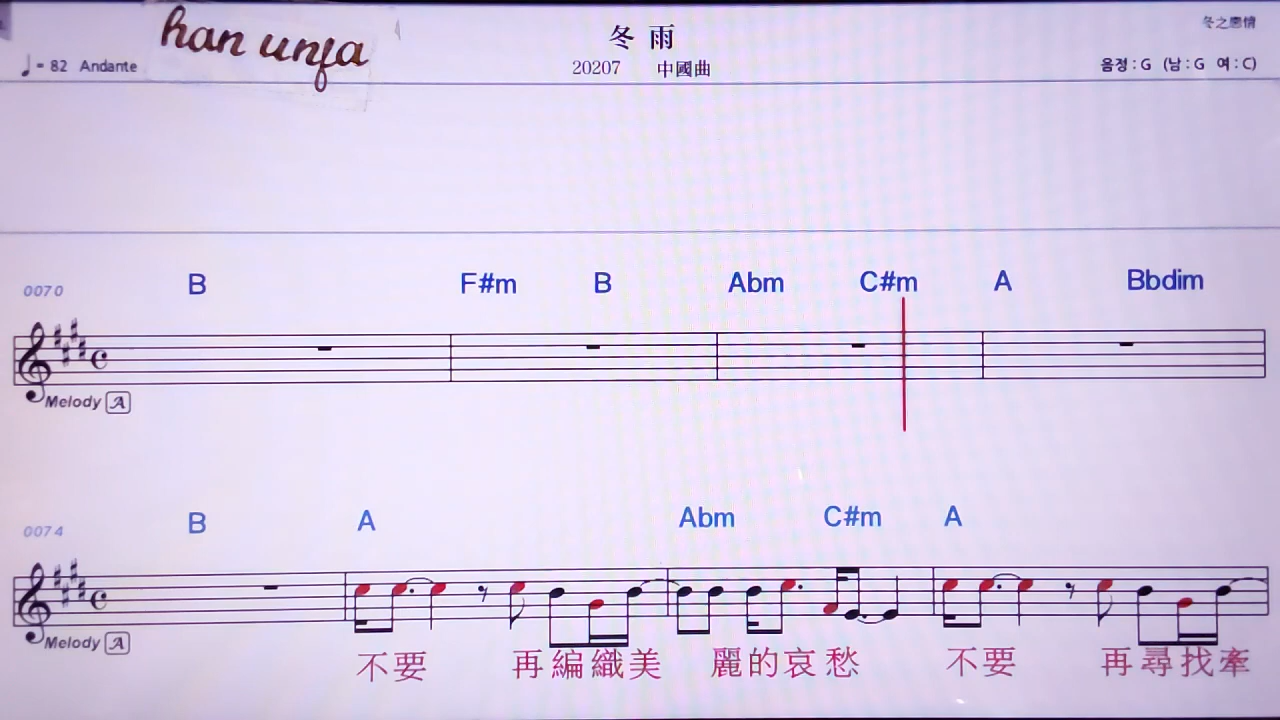 han unfa
冬雨
冬之戀情
♩= 82 Andante
20207 中國曲
음정 : G (남 : G 여 : C)
0070 B F#m B Abm C#m A Bbdim
Melody A
0074 B A Abm C#m A
Melody A
不要 再編織美 麗的哀愁 不要 再尋找牽